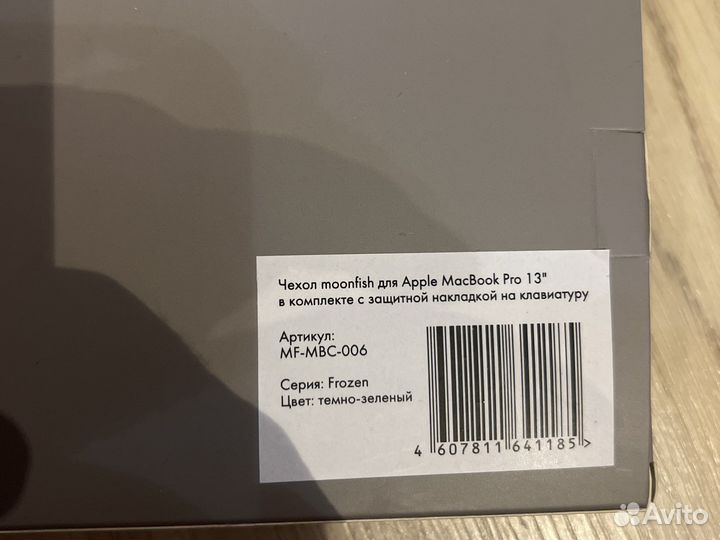 Чехол moonfish для Apple MacBook Pro 13"
в комплекте с защитной накладкой на клавиатуру
Артикул:
MF-MBC-006
Серия: Frozen
Цвет: темно-зеленый
4 607811 641185 >
Avito